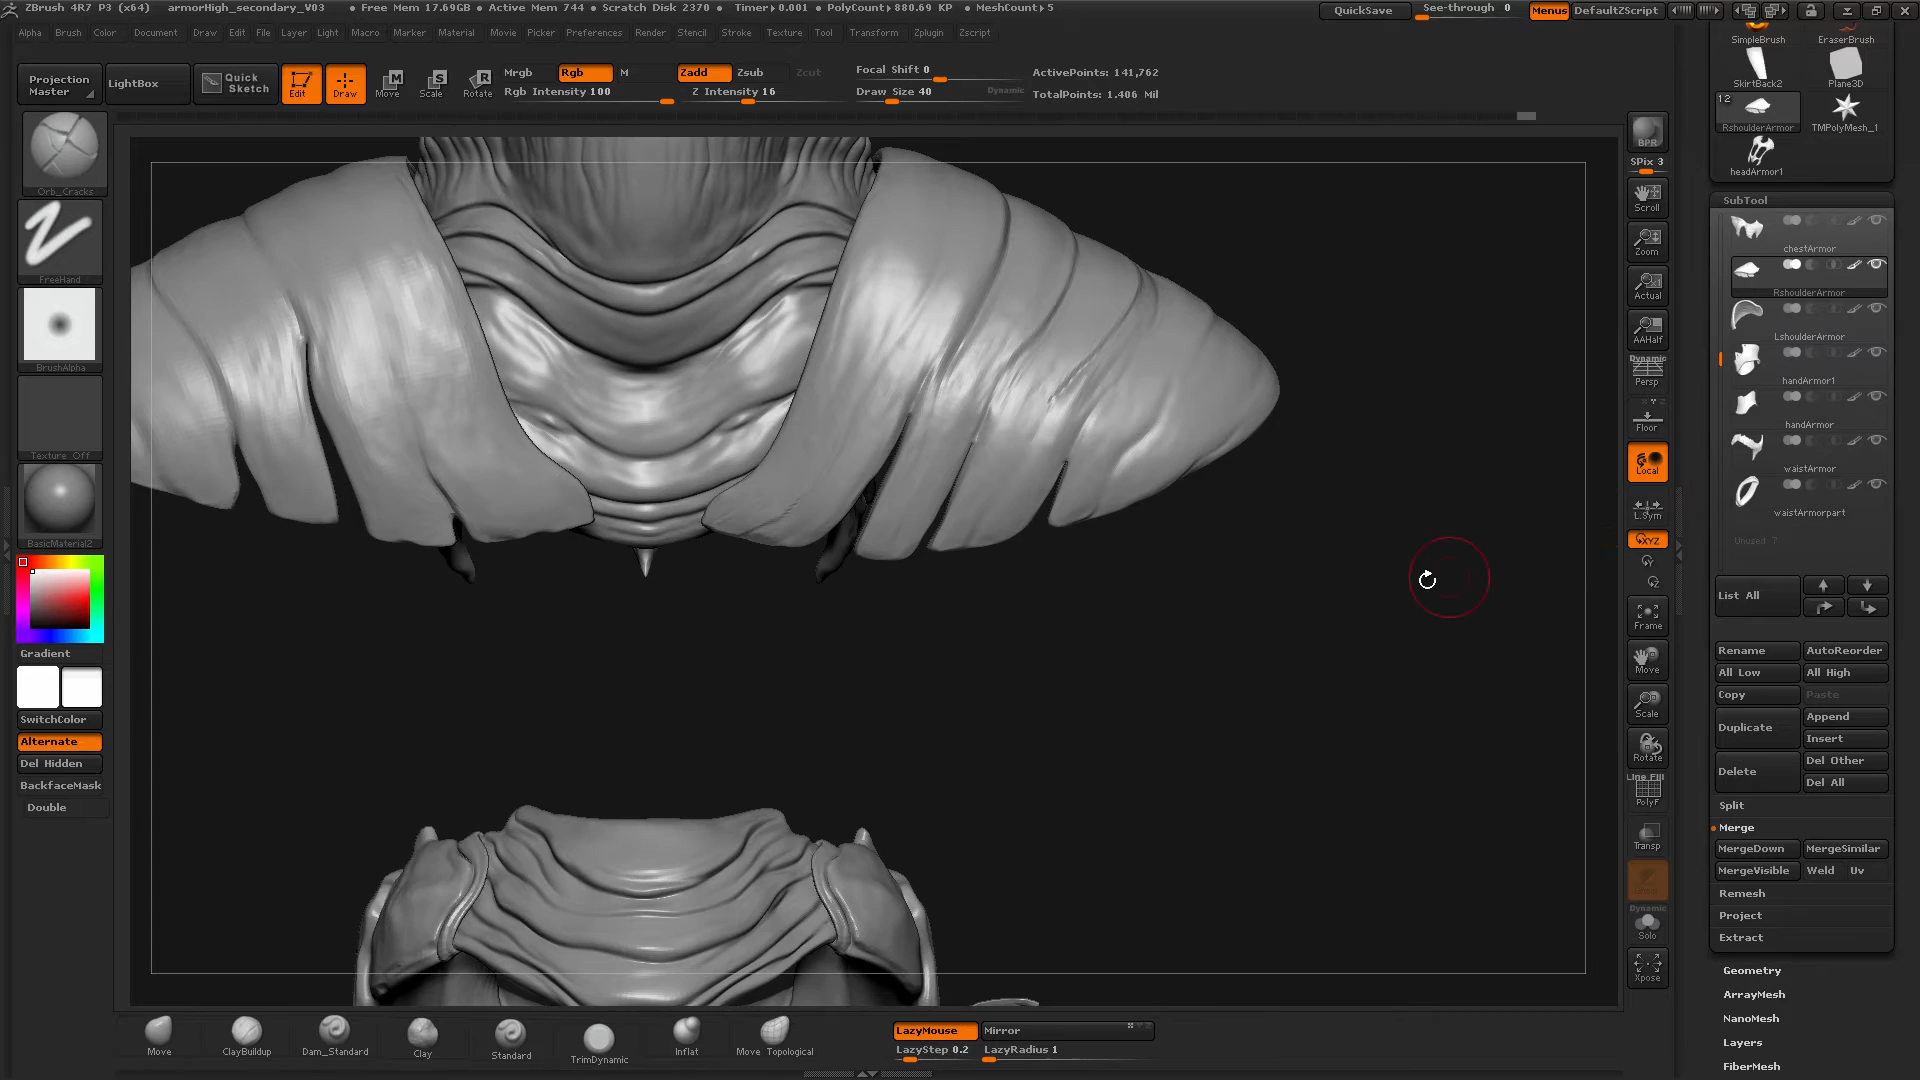 ZBrush 4R7 P3 (x64) armorHigh_secondary_V03 • Free Mem 17.69GB • Active Mem 744 • Scratch Disk 2370 • Timer▸0.001 • PolyCount▸880.69 KP • MeshCount▸5 QuickSave See-through 0 Menus DefaultZScript
Alpha Brush Color Document Draw Edit File Layer Light Macro Marker Material Movie Picker Preferences Render Stencil Stroke Texture Tool Transform Zplugin Zscript
Projection Master
LightBox
Quick Sketch
Edit
Draw
Move
Scale
Rotate
Mrgb Rgb M
Rgb Intensity 100
Zadd Zsub Zcut
Z Intensity 16
Focal Shift 0
Draw Size 40 Dynamic
ActivePoints: 141,762
TotalPoints: 1.406 Mil
Orb_Cracks
FreeHand
BrushAlpha
Texture Off
BasicMaterial2
Gradient
SwitchColor
Alternate
Del Hidden
BackfaceMask
Double
BPR
SPix 3
Scroll
Zoom
Actual
AAHalf
Dynamic
Persp
Floor
Local
L.Sym
XYZ
Y
Z
Frame
Move
Scale
Rotate
Line Fill
PolyF
Transp
Dynamic
Solo
Xpose
SimpleBrush EraserBrush
SkirtBack2 Plane3D
12
RshoulderArmor TMPolyMesh_1
headArmor1
SubTool
chestArmor
RshoulderArmor
LshoulderArmor
handArmor1
handArmor
waistArmor
waistArmorpart
Unused 7
List All
Rename AutoReorder
All Low All High
Copy Paste
Duplicate Append
Insert
Delete Del Other
Del All
Split
Merge
MergeDown MergeSimilar
MergeVisible Weld Uv
Remesh
Project
Extract
Geometry
ArrayMesh
NanoMesh
Layers
FiberMesh
Move ClayBuildup Dam_Standard Clay Standard TrimDynamic Inflat Move Topological
LazyMouse Mirror
LazyStep 0.2 LazyRadius 1